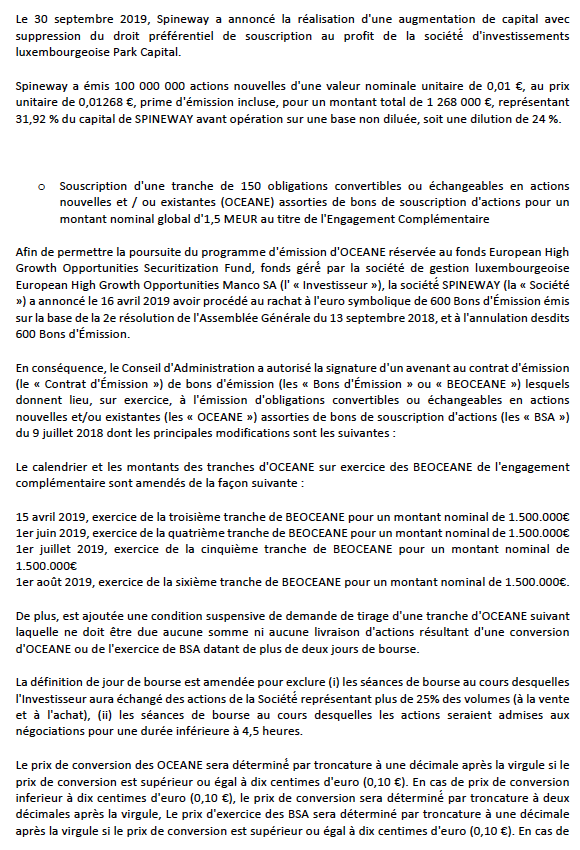 Le 30 septembre 2019, Spineway a annoncé la réalisation d'une augmentation de capital avec
suppression du droit préférentiel de souscription au profit de la société d'investissements
luxembourgeoise Park Capital.
Spineway a émis 100 000 000 actions nouvelles d'une valeur nominale unitaire de 0,01 €, au prix
unitaire de 0,01268 €, prime d'émission incluse, pour un montant total de 1 268 000 €, représentant
31,92 % du capital de SPINEWAY avant opération sur une base non diluée, soit une dilution de 24 %.
o Souscription d'une tranche de 150 obligations convertibles ou échangeables en actions
nouvelles et / ou existantes (OCEANE) assorties de bons de souscription d'actions pour un
montant nominal global d'1,5 MEUR au titre de l'Engagement Complémentaire
Afin de permettre la poursuite du programme d'émission d'OCEANE réservée au fonds European High
Growth Opportunities Securitization Fund, fonds géré par la société de gestion luxembourgeoise
European High Growth Opportunities Manco SA (l' « Investisseur »), la société SPINEWAY (la « Société
») a annoncé le 16 avril 2019 avoir procédé au rachat à l'euro symbolique de 600 Bons d'Émission émis
sur la base de la 2e résolution de l'Assemblée Générale du 13 septembre 2018, et à l'annulation desdits
600 Bons d'Émission.
En conséquence, le Conseil d'Administration a autorisé la signature d'un avenant au contrat d'émission
(le « Contrat d'Émission ») de bons d'émission (les « Bons d'Émission » ou « BEOCEANE ») lesquels
donnent lieu, sur exercice, à l'émission d'obligations convertibles ou échangeables en actions
nouvelles et/ou existantes (les « OCEANE ») assorties de bons de souscription d'actions (les « BSA »)
du 9 juillet 2018 dont les principales modifications sont les suivantes :
Le calendrier et les montants des tranches d'OCEANE sur exercice des BEOCEANE de l'engagement
complémentaire sont amendés de la façon suivante :
15 avril 2019, exercice de la troisième tranche de BEOCEANE pour un montant nominal de 1.500.000€
1er juin 2019, exercice de la quatrième tranche de BEOCEANE pour un montant nominal de 1.500.000€
1er juillet 2019, exercice de la cinquième tranche de BEOCEANE pour un montant nominal de
1.500.000€
1er août 2019, exercice de la sixième tranche de BEOCEANE pour un montant nominal de 1.500.000€.
De plus, est ajoutée une condition suspensive de demande de tirage d'une tranche d'OCEANE suivant
laquelle ne doit être due aucune somme ni aucune livraison d'actions résultant d'une conversion
d'OCEANE ou de l'exercice de BSA datant de plus de deux jours de bourse.
La définition de jour de bourse est amendée pour exclure (i) les séances de bourse au cours desquelles
l'Investisseur aura échangé des actions de la Société représentant plus de 25% des volumes (à la vente
et à l'achat), (ii) les séances de bourse au cours desquelles les actions seraient admises aux
négociations pour une durée inférieure à 4,5 heures.
Le prix de conversion des OCEANE sera déterminé par troncature à une décimale après la virgule si le
prix de conversion est supérieur ou égal à dix centimes d'euro (0,10 €). En cas de prix de conversion
inferieur à dix centimes d'euro (0,10 €), le prix de conversion sera déterminé par troncature à deux
décimales après la virgule, Le prix d'exercice des BSA sera déterminé par troncature à une décimale
après la virgule si le prix de conversion est supérieur ou égal à dix centimes d'euro (0,10 €). En cas de